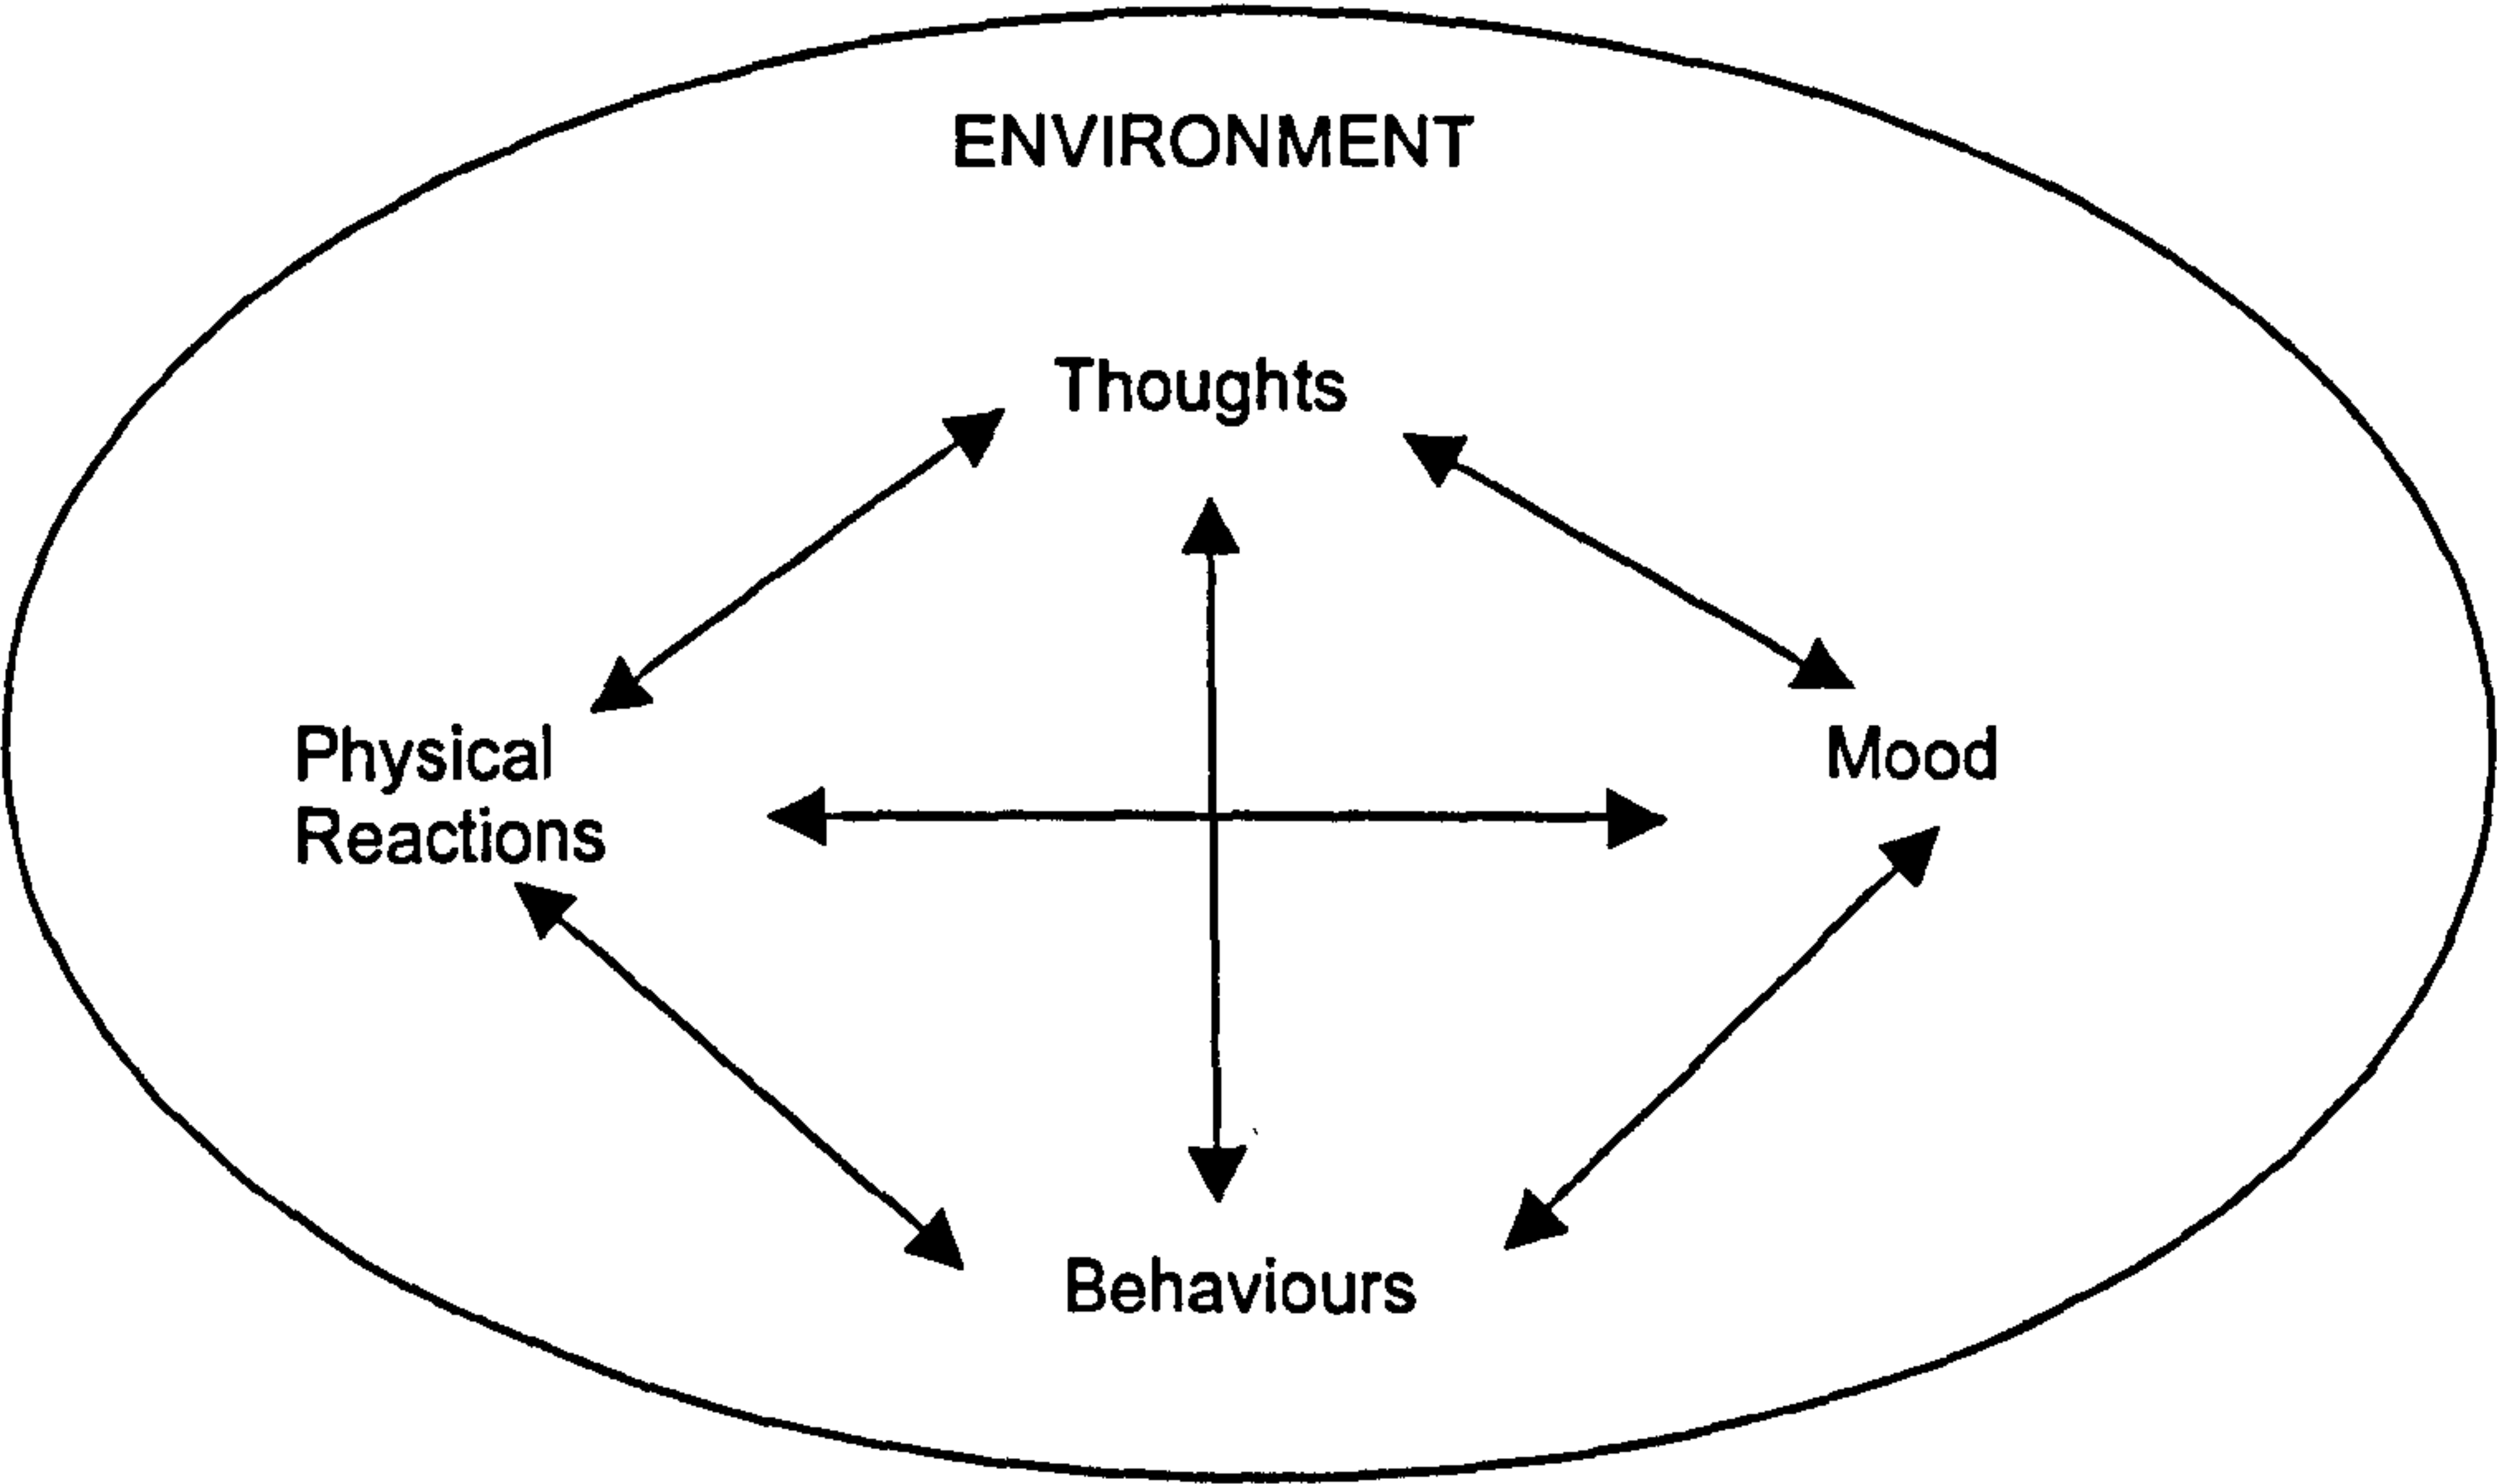 ENVIRONMENT
Thoughts
Physical
Reactions
Mood
Behaviours